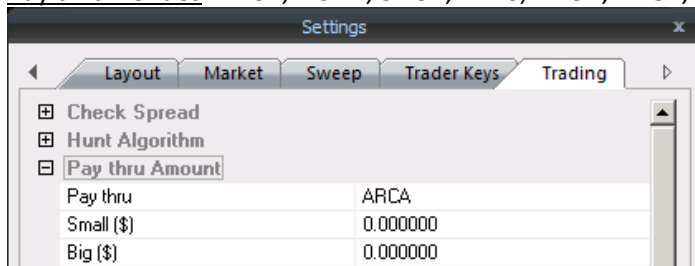 Settings x
Layout Market Sweep Trader Keys Trading
Check Spread
Hunt Algorithm
Pay thru Amount
Pay thru ARCA
Small ($) 0.000000
Big ($) 0.000000